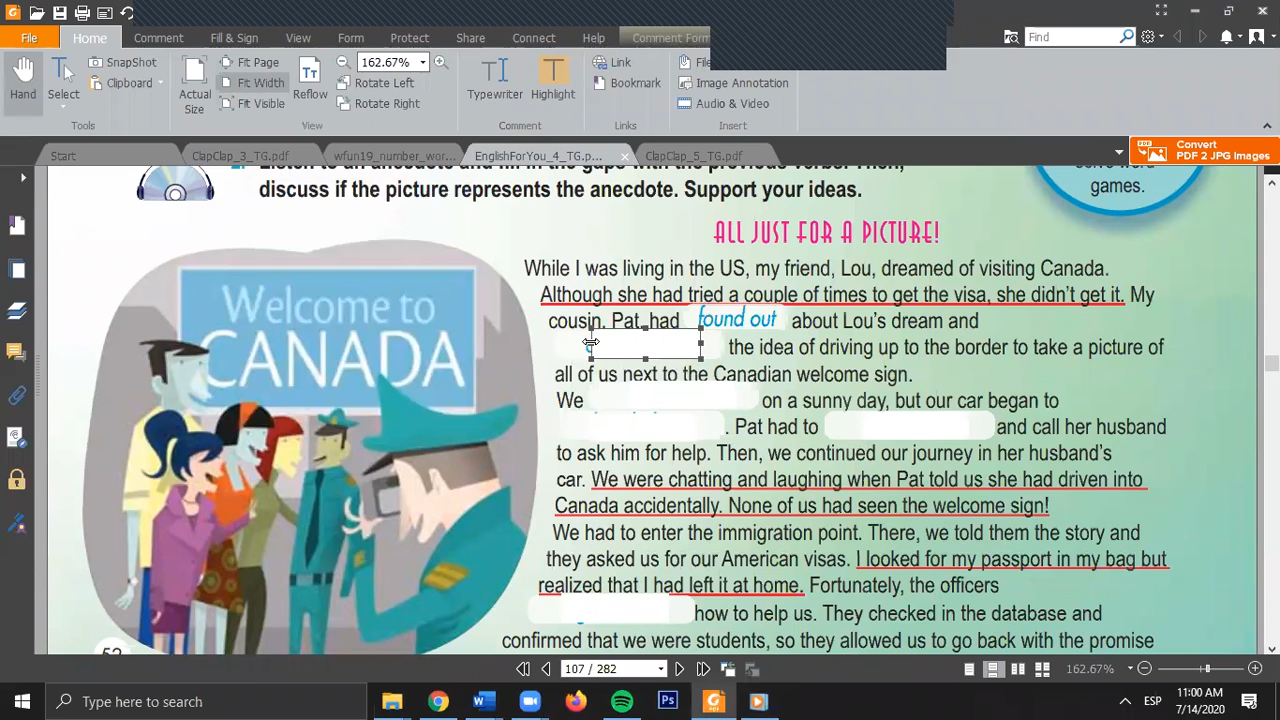 File Home Comment Fill & Sign View Form Protect Share Connect Help Comment Form
Find
Hand
Select
SnapShot
Clipboard
Tools
Actual Size
Fit Page
Fit Width
Fit Visible
Reflow
162.67%
Rotate Left
Rotate Right
View
Typewriter
Highlight
Comment
Link
Bookmark
Links
Image Annotation
Audio & Video
Insert
Start ClapClap_3_TG.pdf wfun19_number_wor... EnglishForYou_4_TG.p... ClapClap_5_TG.pdf
Convert
PDF 2 JPG Images
discuss if the picture represents the anecdote. Support your ideas.
games.
ALL JUST FOR A PICTURE!
Welcome to
CANADA
While I was living in the US, my friend, Lou, dreamed of visiting Canada.
Although she had tried a couple of times to get the visa, she didn't get it. My
cousin, Pat, had found out about Lou's dream and
the idea of driving up to the border to take a picture of
all of us next to the Canadian welcome sign.
We on a sunny day, but our car began to
. Pat had to and call her husband
to ask him for help. Then, we continued our journey in her husband's
car. We were chatting and laughing when Pat told us she had driven into
Canada accidentally. None of us had seen the welcome sign!
We had to enter the immigration point. There, we told them the story and
they asked us for our American visas. I looked for my passport in my bag but
realized that I had left it at home. Fortunately, the officers
how to help us. They checked in the database and
confirmed that we were students, so they allowed us to go back with the promise
107 / 282
162.67%
Type here to search
ESP
11:00 AM
7/14/2020